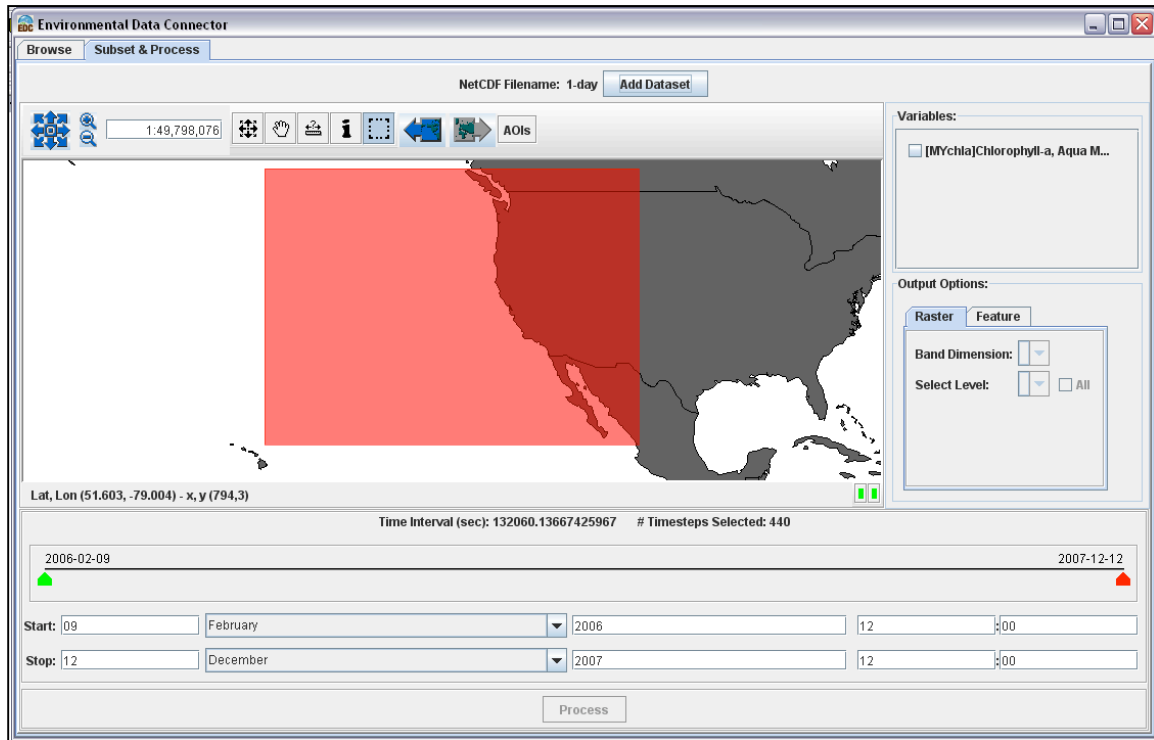 EDC Environmental Data Connector
Browse Subset & Process
NetCDF Filename: 1-day Add Dataset
1:49,798,076 i AOIs
Variables:
[MYchla]Chlorophyll-a, Aqua M...
Output Options:
Raster Feature
Band Dimension:
Select Level: All
Lat, Lon (51.603, -79.004) - x, y (794,3)
Time Interval (sec): 132060.13667425967 # Timesteps Selected: 440
2006-02-09 2007-12-12
Start: 09 February 2006 12 : 00
Stop: 12 December 2007 12 : 00
Process